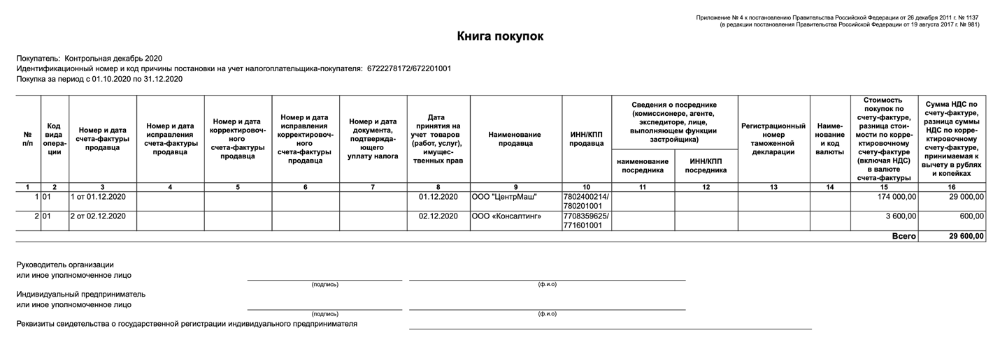 Приложение № 4 к постановлению Правительства Российской Федерации от 26 декабря 2011 г. № 1137
(в редакции постановления Правительства Российской Федерации от 19 августа 2017 г. № 981)
Книга покупок
Покупатель: Контрольная декабрь 2020
Идентификационный номер и код причины постановки на учет налогоплательщика-покупателя: 6722278172/672201001
Покупка за период с 01.10.2020 по 31.12.2020
№
п/п
Код
вида
опера-
ции
Номер и дата
счета-фактуры
продавца
Номер и дата
исправления
счета-фактуры
продавца
Номер и дата
корректировоч-
ного
счета-фактуры
продавца
Номер и дата
исправления
корректировоч-
ного
счета-фактуры
продавца
Номер и дата
документа,
подтвержда-
ющего
уплату налога
Дата
принятия на
учет товаров
(работ, услуг),
имущес-
твенных прав
Наименование
продавца
ИНН/КПП
продавца
Сведения о посреднике
(комиссионере, агенте,
экспедиторе, лице,
выполняющем функции
застройщика)
наименование
посредника
ИНН/КПП
посредника
Регистрационный
номер
таможенной
декларации
Наиме-
нование
и код
валюты
Стоимость
покупок по
счету-фактуре,
разница стои-
мости по корре-
ктировочному
счету-фактуре
(включая НДС)
в валюте
счета-фактуры
Сумма НДС по
счету-фактуре,
разница суммы
НДС по корре-
ктировочному
счету-фактуре,
принимаемая к
вычету в рублях
и копейках
1 2 3 4 5 6 7 8 9 10 11 12 13 14 15 16
1 01 1 от 01.12.2020 01.12.2020 ООО "ЦентрМаш" 7802400214/ 174 000,00 29 000,00
780201001
2 01 2 от 02.12.2020 02.12.2020 ООО «Консалтинг» 7708359625/ 3 600,00 600,00
771601001
Всего 29 600,00
Руководитель организации
или иное уполномоченное лицо
(подпись) (ф.и.о)
Индивидуальный предприниматель
или иное уполномоченное лицо
(подпись) (ф.и.о)
Реквизиты свидетельства о государственной регистрации индивидуального предпринимателя